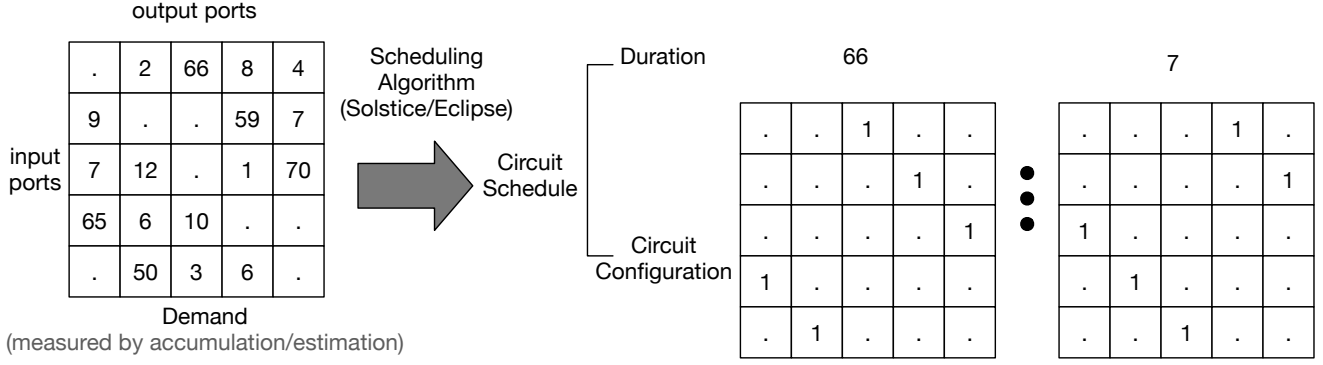 output ports
. 2 66 8 4
9 . . 59 7
7 12 . 1 70
65 6 10 . .
. 50 3 6 .
input
ports
Demand
(measured by accumulation/estimation)
Scheduling
Algorithm
(Solstice/Eclipse)
Circuit
Schedule
Duration
66
7
Circuit
Configuration
. . 1 . .
. . . 1 .
. . . . 1
1 . . . .
. 1 . . .
. . . 1 .
. . . . 1
1 . . . .
. 1 . . .
. . 1 . .